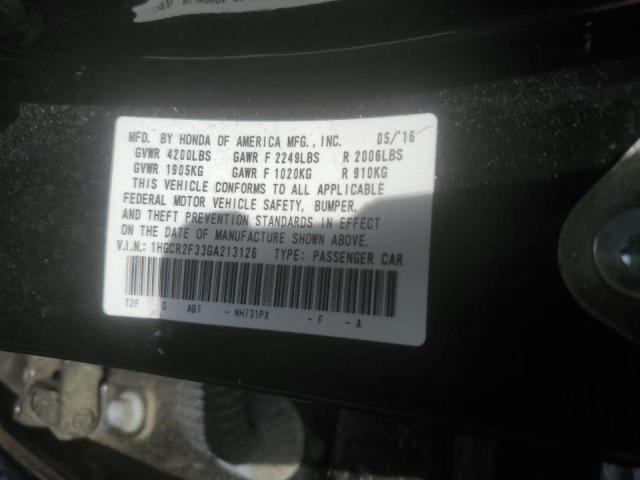 MFD. BY HONDA OF AMERICA MFG., INC. 05/'16
GVWR 4200LBS GAWR F 2249LBS R 2006LBS
GVWR 1905KG GAWR F 1020KG R 910KG
THIS VEHICLE CONFORMS TO ALL APPLICABLE
FEDERAL MOTOR VEHICLE SAFETY, BUMPER,
AND THEFT PREVENTION STANDARDS IN EFFECT
ON THE DATE OF MANUFACTURE SHOWN ABOVE.
V.I.N.: 1HGCR2F33GA213126 TYPE: PASSENGER CAR
T2F G AB7 - NH731PX - F - A